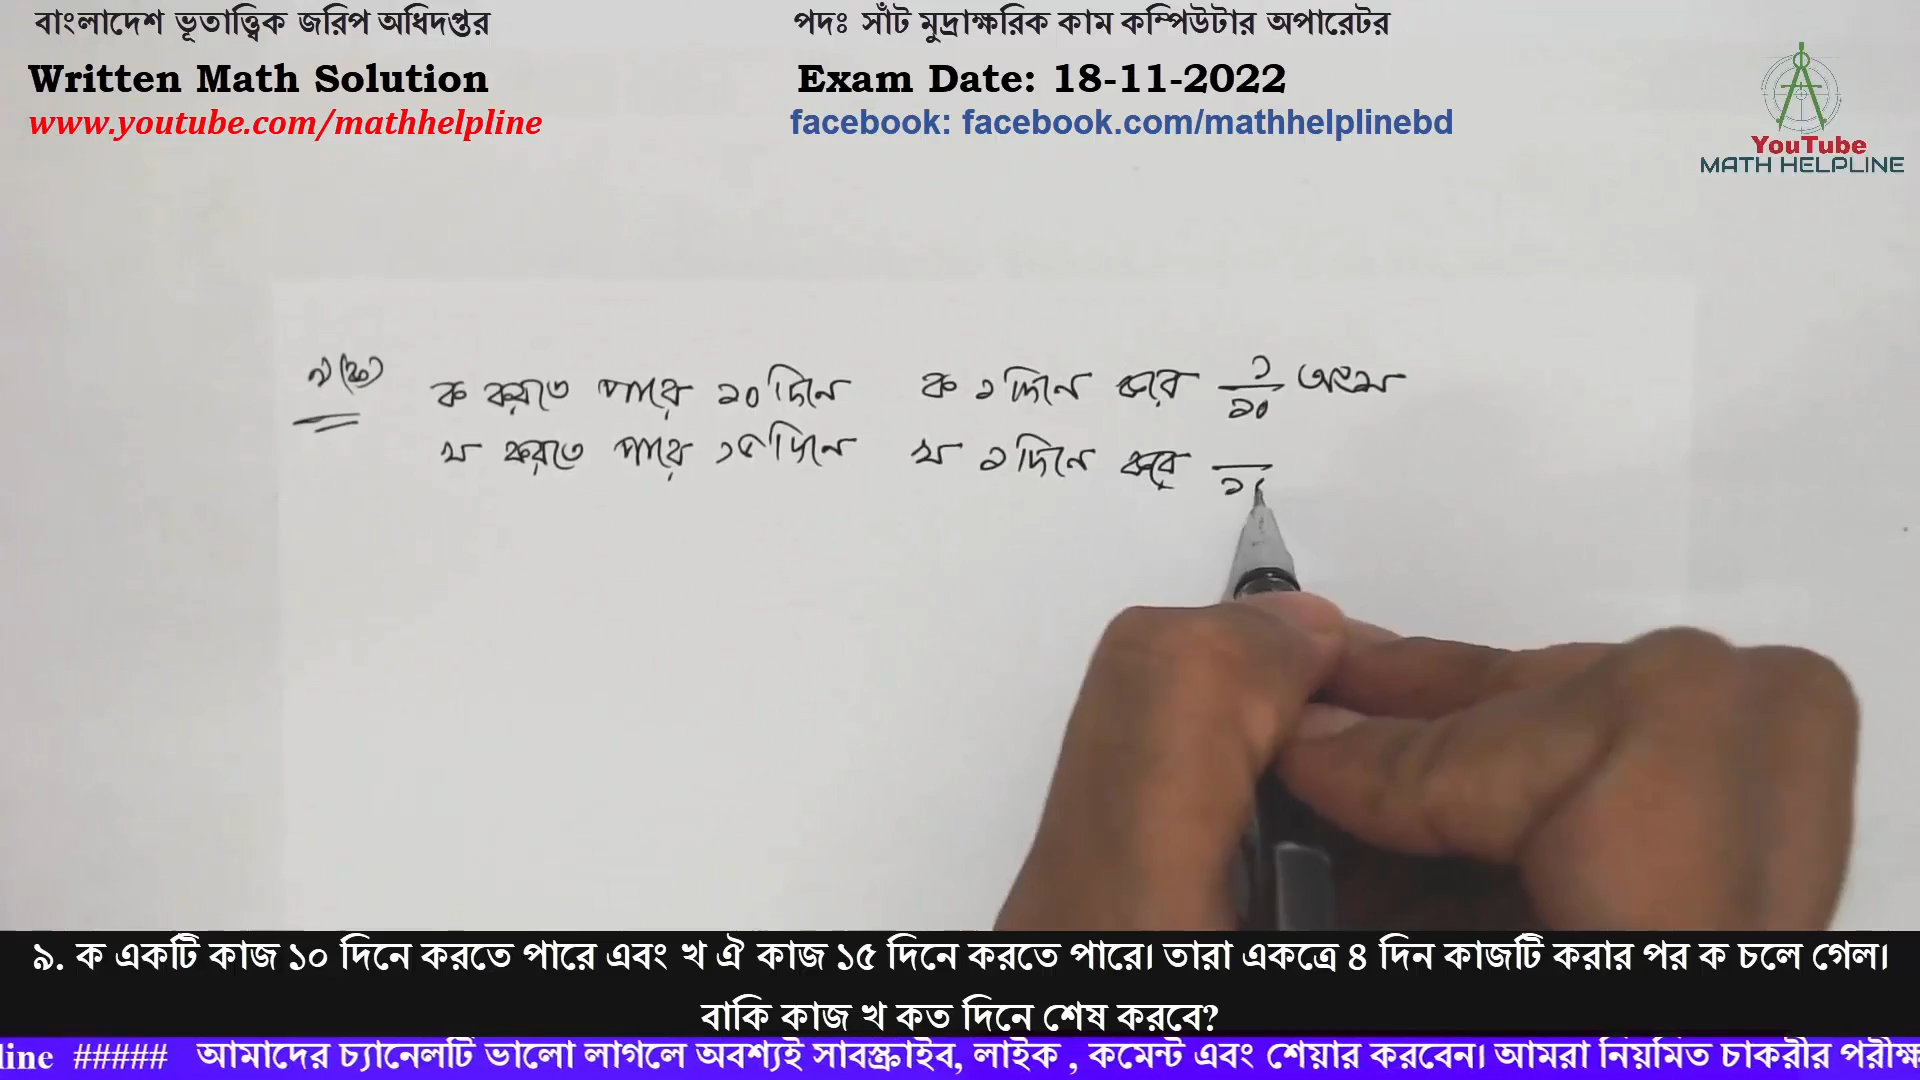 বাংলাদেশ ভূতাত্ত্বিক জরিপ অধিদপ্তর
পদঃ সাঁট মুদ্রাক্ষরিক কাম কম্পিউটার অপারেটর
Written Math Solution
Exam Date: 18-11-2022
www.youtube.com/mathhelpline
facebook: facebook.com/mathhelplinebd
YouTube
MATH HELPLINE
ক করতে পারে ১০ দিনে ক ১ দিনে করে ১/১০ অংশ
খ করতে পারে ১৫ দিনে খ ১ দিনে করে
৯. ক একটি কাজ ১০ দিনে করতে পারে এবং খ ঐ কাজ ১৫ দিনে করতে পারে। তারা একত্রে ৪ দিন কাজটি করার পর ক চলে গেল।
বাকি কাজ খ কত দিনে শেষ করবে?
line ##### আমাদের চ্যানেলটি ভালো লাগলে অবশ্যই সাবস্ক্রাইব, লাইক , কমেন্ট এবং শেয়ার করবেন। আমরা নিয়মিত চাকরীর পরীক্ষ